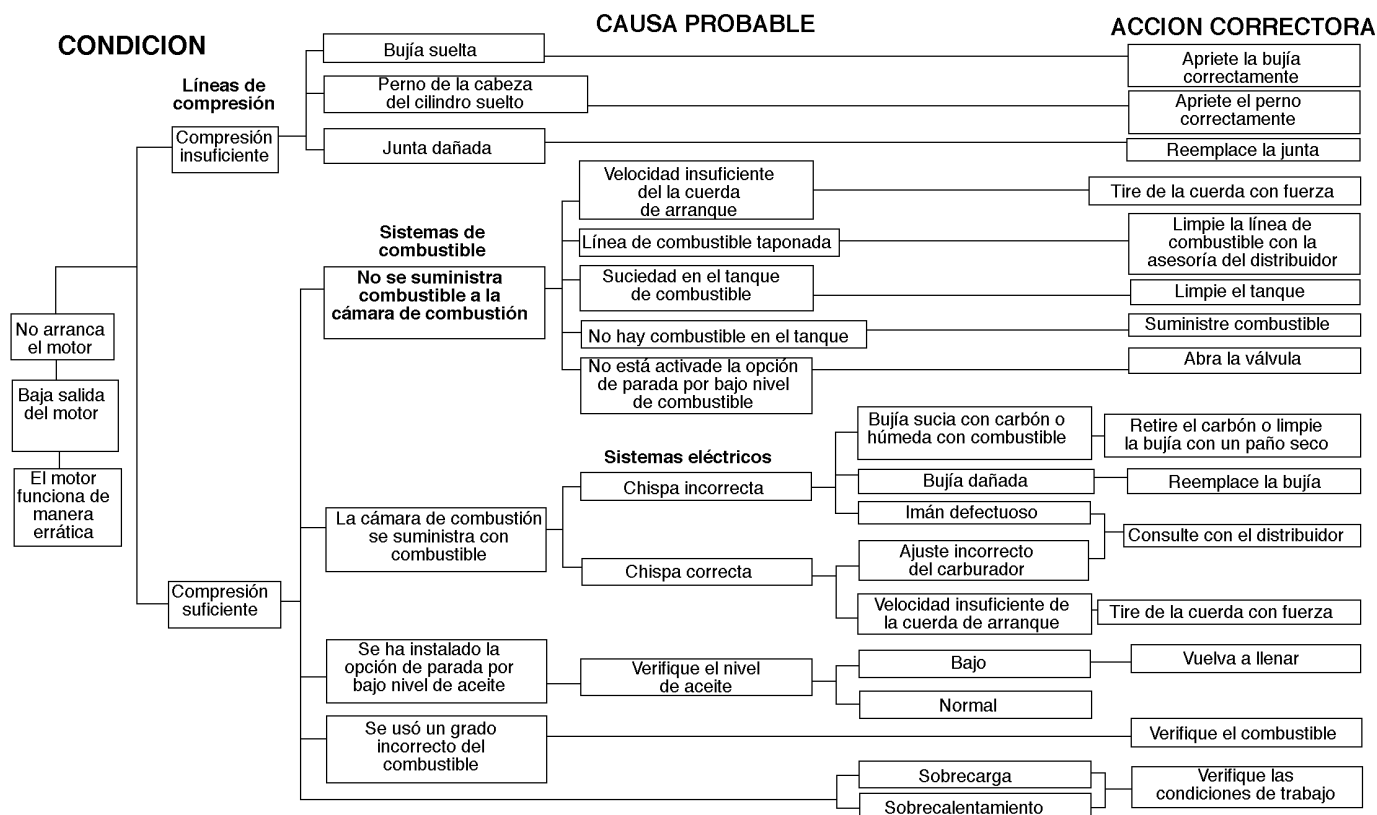 CONDICION
CAUSA PROBABLE
ACCION CORRECTORA
No arranca
el motor
Baja salida
del motor
El motor
funciona de
manera
errática
Líneas de
compresión
Compresión
insuficiente
Bujía suelta
Apriete la bujía
correctamente
Perno de la cabeza
del cilindro suelto
Apriete el perno
correctamente
Junta dañada
Reemplace la junta
Compresión
suficiente
Sistemas de
combustible
No se suministra
combustible a la
cámara de combustión
Velocidad insuficiente
del la cuerda
de arranque
Tire de la cuerda con fuerza
Línea de combustible taponada
Limpie la línea de
combustible con la
asesoría del distribuidor
Suciedad en el tanque
de combustible
Limpie el tanque
No hay combustible en el tanque
Suministre combustible
No está activade la opción
de parada por bajo nivel
de combustible
Abra la válvula
La cámara de combustión
se suministra con
combustible
Sistemas eléctricos
Chispa incorrecta
Bujía sucia con carbón o
húmeda con combustible
Retire el carbón o limpie
la bujía con un paño seco
Bujía dañada
Reemplace la bujía
Imán defectuoso
Consulte con el distribuidor
Chispa correcta
Ajuste incorrecto
del carburador
Velocidad insuficiente de
la cuerda de arranque
Tire de la cuerda con fuerza
Se ha instalado la
opción de parada por
bajo nivel de aceite
Verifique el nivel
de aceite
Bajo
Vuelva a llenar
Normal
Se usó un grado
incorrecto del
combustible
Verifique el combustible
Sobrecarga
Sobrecalentamiento
Verifique las
condiciones de trabajo